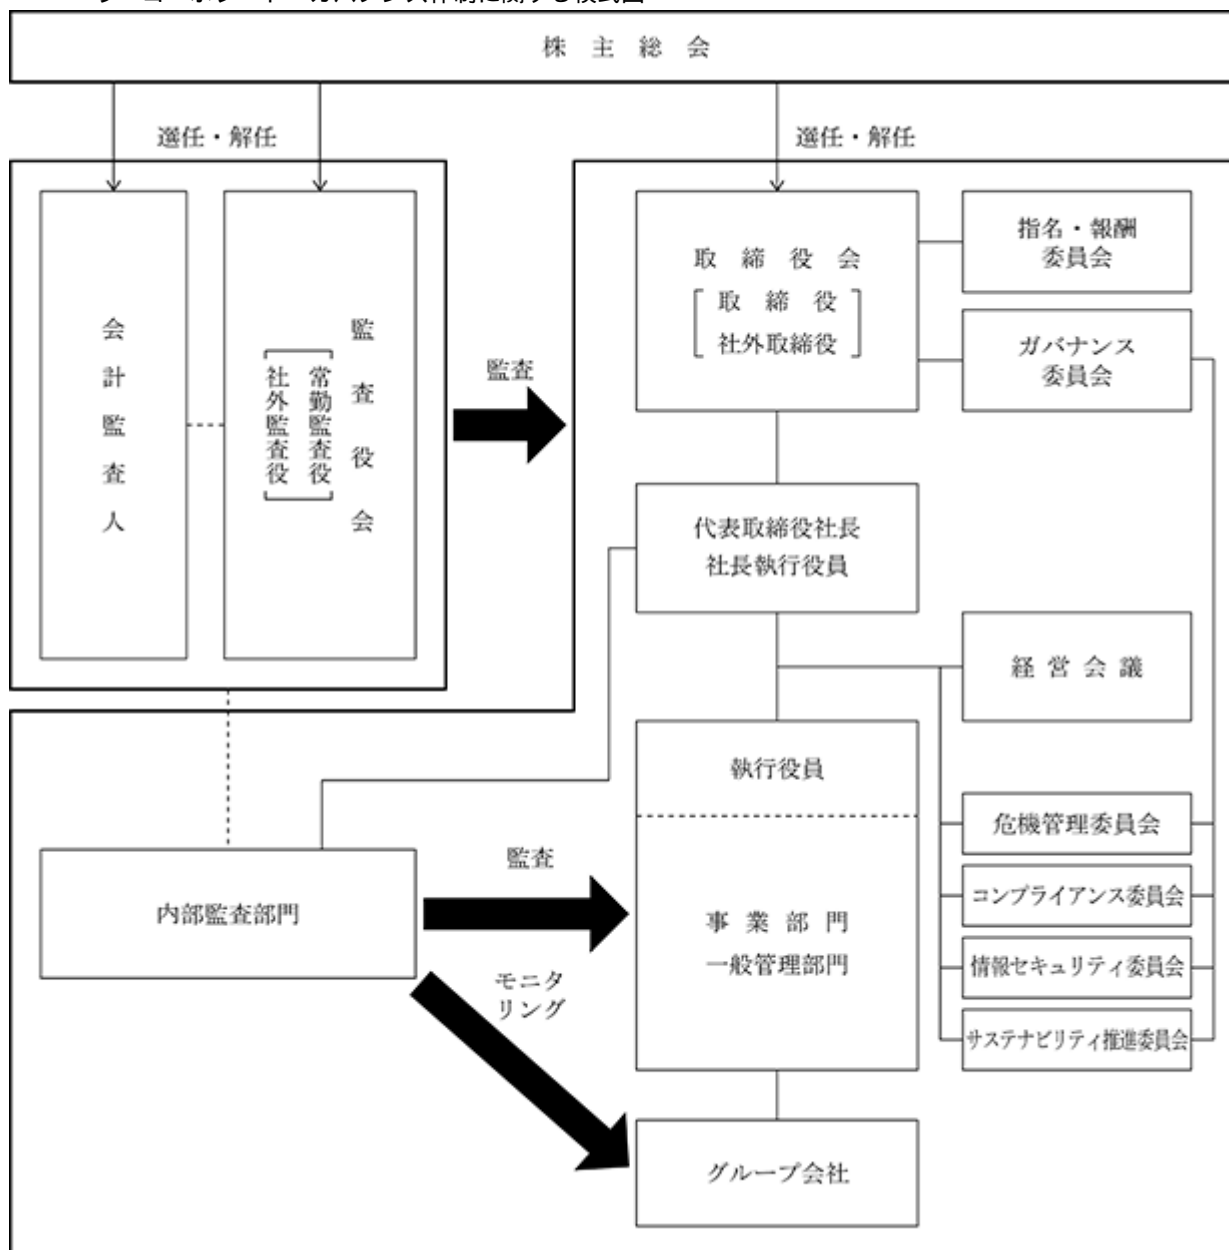 株主総会
選任・解任
選任・解任
会計監査人
監査役会
常勤監査役
社外監査役
監査
取締役会
取締役
社外取締役
指名・報酬
委員会
ガバナンス
委員会
代表取締役社長
社長執行役員
経営会議
執行役員
危機管理委員会
コンプライアンス委員会
情報セキュリティ委員会
サステナビリティ推進委員会
内部監査部門
監査
事業部門
一般管理部門
モニタ
リング
グループ会社